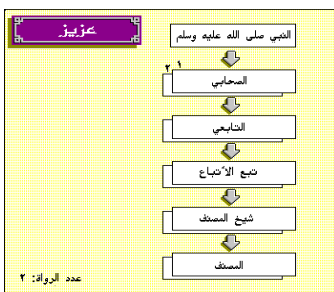 عزيز
النبي صلى الله عليه وسلم
١
٢
الصحابي
التابعي
تبع الأتباع
شيخ المصنف
المصنف
عدد الرواة: ٢